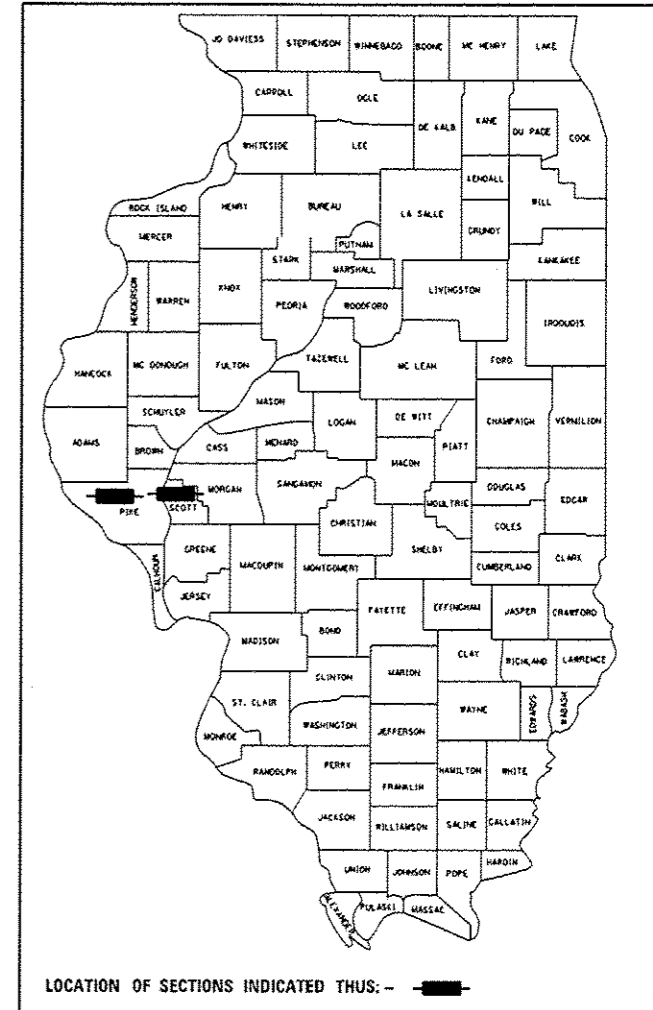 JO DAVIESS STEPHENSON WINNEBAGO BOONE MC HENRY LAKE
CARROLL OGLE DE KALB KANE DU PAGE COOK
WHITESIDE LEE
KENDALL WILL
ROCK ISLAND HENRY BUREAU LA SALLE GRUNDY
MERCER PUTNAM KANKAKEE
STARK MARSHALL
HENDERSON WARREN KNOX PEORIA WOODFORD LIVINGSTON IROQUOIS
HANCOCK MC DONOUGH FULTON TAZEWELL MC LEAN FORD
SCHUYLER MASON
ADAMS BROWN CASS MENARD LOGAN DE WITT PIATT CHAMPAIGN VERMILION
MACON
PIKE SCOTT MORGAN SANGAMON MOULTRIE DOUGLAS EDGAR
CHRISTIAN COLES
CALHOUN GREENE MACOUPIN MONTGOMERY SHELBY CUMBERLAND CLARK
JERSEY FAYETTE EFFINGHAM JASPER CRAWFORD
MADISON BOND
CLINTON MARION CLAY RICHLAND LAWRENCE
ST. CLAIR WASHINGTON JEFFERSON WAYNE EDWARDS WABASH
MONROE
RANDOLPH PERRY HAMILTON WHITE
FRANKLIN
JACKSON WILLIAMSON SALINE GALLATIN
UNION JOHNSON POPE HARDIN
ALEXANDER PULASKI MASSAC
LOCATION OF SECTIONS INDICATED THUS: -